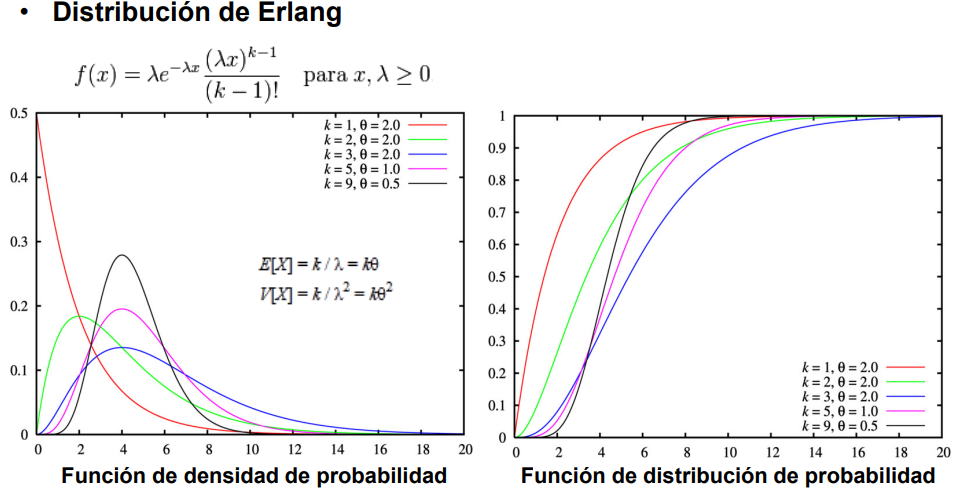 • Distribución de Erlang
f(x) = λe^{-λx} (λx)^{k-1} / (k − 1)! para x, λ ≥ 0
0.5
0.4
0.3
0.2
0.1
0
k = 1, θ = 2.0
k = 2, θ = 2.0
k = 3, θ = 2.0
k = 5, θ = 1.0
k = 9, θ = 0.5
E[X] = k / λ = kθ
V[X] = k / λ² = kθ²
0 2 4 6 8 10 12 14 16 18 20
Función de densidad de probabilidad
1
0.9
0.8
0.7
0.6
0.5
0.4
0.3
0.2
0.1
0
k = 1, θ = 2.0
k = 2, θ = 2.0
k = 3, θ = 2.0
k = 5, θ = 1.0
k = 9, θ = 0.5
0 2 4 6 8 10 12 14 16 18 20
Función de distribución de probabilidad